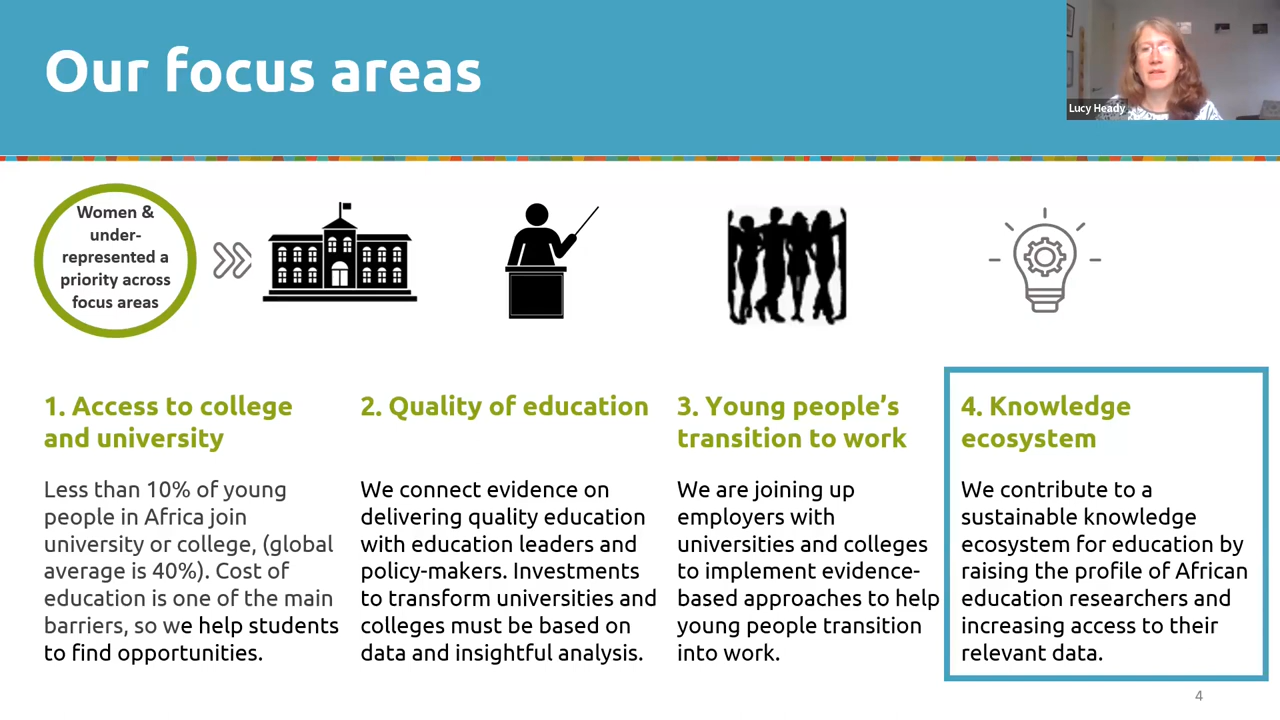 Our focus areas
Lucy Heady
Women &
under-
represented a
priority across
focus areas
1. Access to college
and university
Less than 10% of young
people in Africa join
university or college, (global
average is 40%). Cost of
education is one of the main
barriers, so we help students
to find opportunities.
2. Quality of education
We connect evidence on
delivering quality education
with education leaders and
policy-makers. Investments
to transform universities and
colleges must be based on
data and insightful analysis.
3. Young people’s
transition to work
We are joining up
employers with
universities and colleges
to implement evidence-
based approaches to help
young people transition
into work.
4. Knowledge
ecosystem
We contribute to a
sustainable knowledge
ecosystem for education by
raising the profile of African
education researchers and
increasing access to their
relevant data.
4